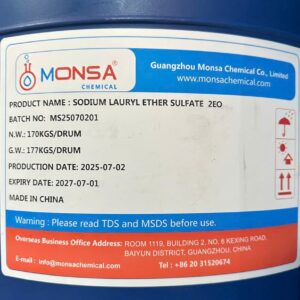 MONSA
CHEMICAL
Guangzhou Monsa Chemical Co., Limited
www.monsachemical.com
PRODUCT NAME : SODIUM LAURYL ETHER SULFATE 2EO
BATCH NO: MS25070201
N.W.: 170KGS/DRUM
G.W.: 177KGS/DRUM
PRODUCTION DATE: 2025-07-02
EXPIRY DATE: 2027-07-01
MADE IN CHINA
Warning : Please read TDS and MSDS before use.
Overseas Business Office Address: ROOM 1119, BUILDING 2, NO. 6 KEXING ROAD,
BAIYUN DISTRICT, GUANGZHOU, CHINA
E-mail : info@monsachemical.com
Tel : +86 20 31520674